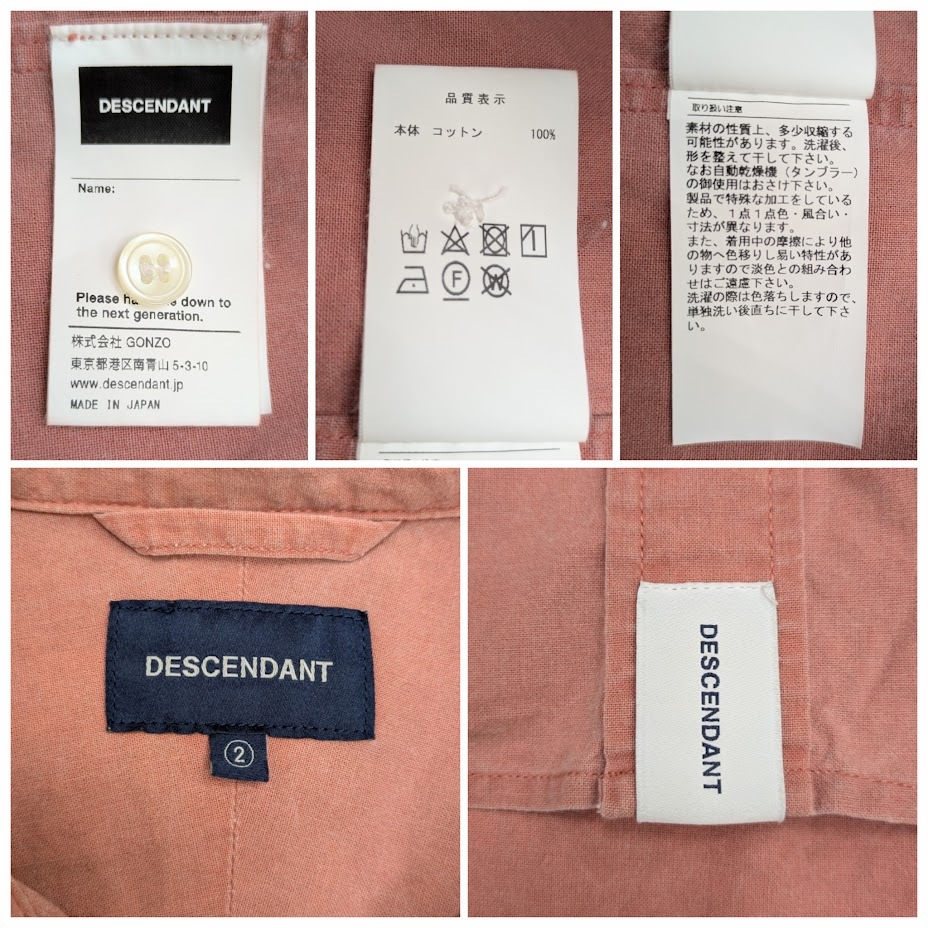 DESCENDANT
Name:
Please ha e down to
the next generation.
株式会社 GONZO
東京都港区南青山 5-3-10
www.descendant.jp
MADE IN JAPAN
品質表示
本体 コットン 100%
F
W
取り扱い注意
素材の性質上、多少収縮する
可能性があります。洗濯後、
形を整えて干して下さい。
なお自動乾燥機（タンブラー）
の御使用はおさけ下さい。
製品で特殊な加工をしている
ため、１点１点色・風合い・
寸法が異なります。
また、着用中の摩擦により他
の物へ色移りし易い特性があ
りますので淡色との組み合わ
せはご遠慮下さい。
洗濯の際は色落ちしますので、
単独洗い後直ちに干して下さ
い。
DESCENDANT
2
DESCENDANT